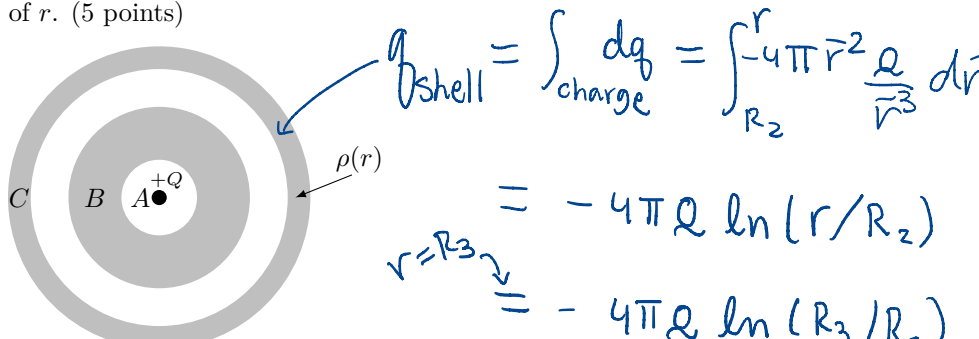 of r. (5 points)
q_shell = ∫_charge dq = ∫_{R_2}^{r} -4π r̄² Q/r̄³ dr̄
+Q
ρ(r)
C B A
= - 4πQ ln(r/R_2)
r=R_3
= - 4πQ ln(R_3/R_2)